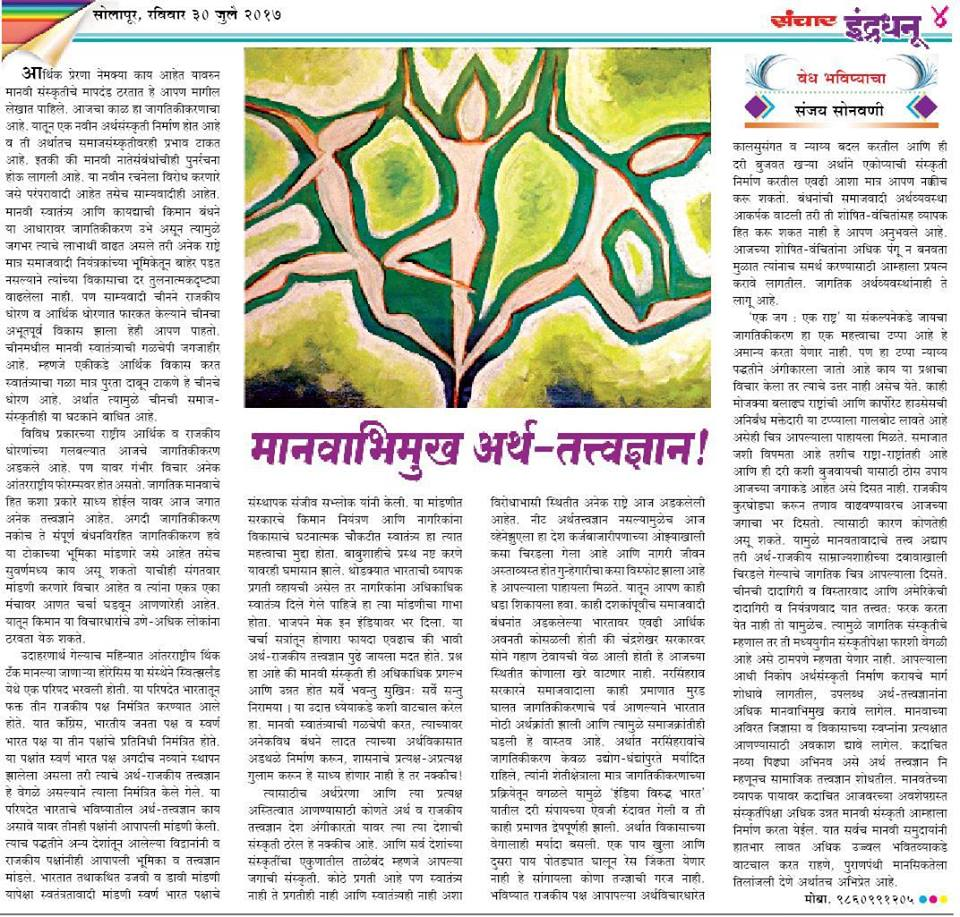 सोलापूर, रविवार ३० जुलै २०१७
संचार इंद्रधनू ४
वेध भविष्याचा
संजय सोनवणी
मानवाभिमुख अर्थ-तत्त्वज्ञान!
आर्थिक प्रेरणा नेमक्या काय आहेत यावरुन
मानवी संस्कृतीचे मापदंड ठरतात हे आपण मागील
लेखात पाहिले. आजचा काळ हा जागतिकीकरणाचा
आहे. यातून एक नवीन अर्थसंस्कृती निर्माण होत आहे
व ती अर्थातच समाजसंस्कृतीवरही प्रभाव टाकत
आहे. इतकी की मानवी नातेसंबंधांचीही पुनर्रचना
होऊ लागली आहे. या नवीन रचनेला विरोध करणारे
जसे परंपरावादी आहेत तसेच साम्यवादीही आहेत.
मानवी स्वातंत्र्य आणि कायद्याची किमान बंधने
या आधारावर जागतिकीकरण उभे असून त्यामुळे
जगभर त्याचे लाभार्थी वाढत असले तरी अनेक राष्ट्रे
मात्र समाजवादी नियंत्रकांच्या भूमिकेतून बाहेर पडत
नसल्याने त्यांच्या विकासाचा दर तुलनात्मकदृष्ट्या
वाढलेला नाही. पण साम्यवादी चीनने राजकीय
धोरण व आर्थिक धोरणात फारकत केल्याने चीनचा
अभूतपूर्व विकास झाला हेही आपण पाहतो.
चीनमधील मानवी स्वातंत्र्याची गळचेपी जगजाहीर
आहे. म्हणजे एकीकडे आर्थिक विकास करत
स्वातंत्र्याचा गळा मात्र पुरता दाबून टाकणे हे चीनचे
धोरण आहे. अर्थात त्यामुळे चीनची समाज-
संस्कृतीही या घटकाने बाधित आहे.
विविध प्रकारच्या राष्ट्रीय आर्थिक व राजकीय
धोरणांच्या गलबल्यात आजचे जागतिकीकरण
अडकले आहे. पण यावर गंभीर विचार अनेक
आंतरराष्ट्रीय फोरम्सवर होत असतो. जागतिक मानवाचे
हित कशा प्रकारे साध्य होईल यावर आज जगात
अनेक तत्त्वज्ञाने आहेत. अगदी जागतिकीकरण
नकोच ते संपूर्ण बंधनविरहित जागतिकीकरण हवे
या टोकाच्या भूमिका मांडणारे जसे आहेत तसेच
सुवर्णमध्य काय असू शकतो याचीही संगतवार
मांडणी करणारे विचार आहेत व त्यांना एकत्र एका
मंचावर आणत चर्चा घडवून आणणारेही आहेत.
यातून किमान या विचारधारांचे उणे-अधिक लोकांना
ठरवता येऊ शकते.
उदाहरणार्थ गेल्याच महिन्यात आंतरराष्ट्रीय थिंक
टँक मानल्या जाणाऱ्या होरेसिस या संस्थेने स्वित्झर्लंड
येथे एक परिषद भरवली होती. या परिषदेत भारतातून
फक्त तीन राजकीय पक्ष निमंत्रित करण्यात आले
होते. यात काँग्रेस, भारतीय जनता पक्ष व स्वर्ण
भारत पक्ष या तीन पक्षांचे प्रतिनिधी निमंत्रित होते.
या पक्षांत स्वर्ण भारत पक्ष अगदीच नव्याने स्थापन
झालेला असला तरी त्याचे अर्थ-राजकीय तत्त्वज्ञान
हे वेगळे असल्याने त्याला निमंत्रित केले गेले. या
परिषदेत भारताचे भविष्यातील अर्थ-तत्त्वज्ञान काय
असावे यावर तीनही पक्षांनी आपापली मांडणी केली.
त्याच पद्धतीने अन्य देशांतून आलेल्या विद्वानांनी व
राजकीय पक्षांनीही आपापली भूमिका व तत्त्वज्ञान
मांडले. भारतात तथाकथित उजवी व डावी मांडणी
यापेक्षा स्वतंत्रतावादी मांडणी स्वर्ण भारत पक्षाचे
संस्थापक संजीव सभ्लोक यांनी केली. या मांडणीत
सरकारचे किमान नियंत्रण आणि नागरिकांना
विकासाचे घटनात्मक चौकटीत स्वातंत्र्य हा त्यात
महत्त्वाचा मुद्दा होता. बाबुशाहीचे प्रस्थ नष्ट करणे
यावरही घमासान झाले. थोडक्यात भारताची व्यापक
प्रगती व्हायची असेल तर नागरिकांना अधिकाधिक
स्वातंत्र्य दिले गेले पाहिजे हा त्या मांडणीचा गाभा
होता. भाजपने मेक इन इंडियावर भर दिला. या
चर्चा सत्रांतून होणारा फायदा एवढाच की भावी
अर्थ-राजकीय तत्त्वज्ञान पुढे जायला मदत होते. प्रश्न
हा आहे की मानवी संस्कृती ही अधिकाधिक प्रगल्भ
आणि उन्नत होत सर्वे भवन्तु सुखिनः सर्वे सन्तु
निरामया। या उदात्त ध्येयाकडे कशी वाटचाल करेल
हा. मानवी स्वातंत्र्याची गळचेपी करत, त्याच्यावर
अनेकविध बंधने लादत त्याच्या अर्थविकासात
अडथळे निर्माण करून, शासनाचे प्रत्यक्ष-अप्रत्यक्ष
गुलाम करून हे साध्य होणार नाही हे तर नक्कीच!
त्यासाठीच अर्थप्रेरणा आणि त्या प्रत्यक्ष
अस्तित्वात आणण्यासाठी कोणते अर्थ व राजकीय
तत्त्वज्ञान देश अंगीकारतो यावर त्या त्या देशाची
संस्कृती ठरेल हे नक्कीच आहे. आणि सर्व देशांच्या
संस्कृतींचा एकुणातील ताळेबंद म्हणजे आपल्या
जगाची संस्कृती. कोठे प्रगती आहे पण स्वातंत्र्य
नाही ते प्रगतीही नाही आणि स्वातंत्र्यही नाही अशा
विरोधाभासी स्थितीत अनेक राष्ट्रे आज अडकलेली
आहेत. नीट अर्थतत्त्वज्ञान नसल्यामुळेच आज
व्हेनेझुएला हा देश कर्जबाजारीपणाच्या ओझ्याखाली
कसा चिरडला गेला आहे आणि नागरी जीवन
अस्ताव्यस्त होत गुन्हेगारीचा कसा विस्फोट झाला आहे
हे आपल्याला पाहायला मिळते. यातून आपण काही
धडा शिकायला हवा. काही दशकांपूर्वीच समाजवादी
बंधनांत अडकलेल्या भारतावर एवढी आर्थिक
अवनती कोसळली होती की चंद्रशेखर सरकारवर
सोने गहाण ठेवायची वेळ आली होती हे आजच्या
स्थितीत कोणाला खरे वाटणार नाही. नरसिंहराव
सरकारने समाजवादाला काही प्रमाणात मुरड
घालत जागतिकीकरणाचे पर्व आणल्याने भारतात
मोठी अर्थक्रांती झाली आणि त्यामुळे समाजक्रांतीही
घडली हे वास्तव आहे. अर्थात नरसिंहरावांचे
जागतिकीकरण केवळ उद्योग-धंद्यांपुरते मर्यादित
राहिले, त्यांनी शेतीक्षेत्राला मात्र जागतिकीकरणाच्या
प्रक्रियेतून वगळले यामुळे 'इंडिया विरुद्ध भारत'
यातील दरी संपायच्या ऐवजी रुंदावत गेली व ती
काही प्रमाणत द्वेषपूर्णही झाली. अर्थात विकासाच्या
वेगालाही मर्यादा बसली. एक पाय खुला आणि
दुसरा पाय पोतड्यात घालून रेस जिंकता येणार
नाही हे सांगायला कोणा तज्ज्ञाची गरज नाही.
भविष्यात राजकीय पक्ष आपापल्या अर्थविचारधारेत
कालसुसंगत व न्याय्य बदल करतील आणि ही
दरी बुजवत खऱ्या अर्थाने एकोप्याची संस्कृती
निर्माण करतील एवढी आशा मात्र आपण नक्कीच
करू शकतो. बंधनांची समाजवादी अर्थव्यवस्था
आकर्षक वाटली तरी ती शोषित-वंचितांसह व्यापक
हित करू शकत नाही हे आपण अनुभवले आहे.
आजच्या शोषित-वंचितांना अधिक पंगू न बनवता
मुळात त्यांनाच समर्थ करण्यासाठी आम्हाला प्रयत्न
करावे लागतील. जागतिक अर्थव्यवस्थांनाही ते
लागू आहे.
'एक जग : एक राष्ट्र' या संकल्पनेकडे जायचा
जागतिकीकरण हा एक महत्त्वाचा टप्पा आहे हे
अमान्य करता येणार नाही. पण हा टप्पा न्याय्य
पद्धतीने अंगीकारला जातो आहे काय या प्रश्नाचा
विचार केला तर त्याचे उत्तर नाही असेच येते. काही
मोजक्या बलाढ्य राष्ट्रांची आणि कार्पोरेट हाउसेसची
अनिर्बंध मक्तेदारी या टप्प्याला गालबोट लावते आहे
असेही चित्र आपल्याला पाहायला मिळते. समाजात
जशी विषमता आहे तशीच राष्ट्रा-राष्ट्रांतही आहे
आणि ही दरी कशी बुजवायची यासाठी ठोस उपाय
आजच्या जगाकडे आहेत असे दिसत नाही. राजकीय
कुरघोड्या करून तणाव वाढवण्यावरच आजच्या
जगाचा भर दिसतो. त्यासाठी कारण कोणतेही
असू शकते. यामुळे मानवतावादाचे तत्त्व अद्याप
तरी अर्थ-राजकीय साम्राज्यशाहीच्या दबावाखाली
चिरडले गेल्याचे जागतिक चित्र आपल्याला दिसते.
चीनची दादागिरी व विस्तारवाद आणि अमेरिकेची
दादागिरी व नियंत्रणवाद यात तत्त्वत: फरक करता
येत नाही तो यामुळेच. त्यामुळे जागतिक संस्कृतीचे
म्हणाल तर ती मध्ययुगीन संस्कृतीपेक्षा फारशी वेगळी
आहे असे ठामपणे म्हणता येणार नाही. आपल्याला
आधी निकोप अर्थसंस्कृती निर्माण करायचे मार्ग
शोधावे लागतील, उपलब्ध अर्थ-तत्त्वज्ञानांना
अधिक मानवाभिमुख करावे लागेल. मानवाच्या
अविरत जिज्ञासा व विकासाच्या स्वप्नांना प्रत्यक्षात
आणण्यासाठी अवकाश द्यावे लागेल. कदाचित
नव्या पिढ्या अभिनव असे अर्थ तत्त्वज्ञान नि
म्हणूनच सामाजिक तत्त्वज्ञान शोधतील. मानवतेच्या
व्यापक पायावर कदाचित आजवरच्या अवशेषग्रस्त
संस्कृतींपेक्षा अधिक उन्नत मानवी संस्कृती आम्हाला
निर्माण करता येईल. यात सर्वच मानवी समुदायांनी
हातभार लावत अधिक उज्वल भवितव्याकडे
वाटचाल करत राहणे, पुराणपंथी मानसिकतेला
तिलांजली देणे अर्थातच अभिप्रेत आहे.
मोबा. ९८६०९९१२०५